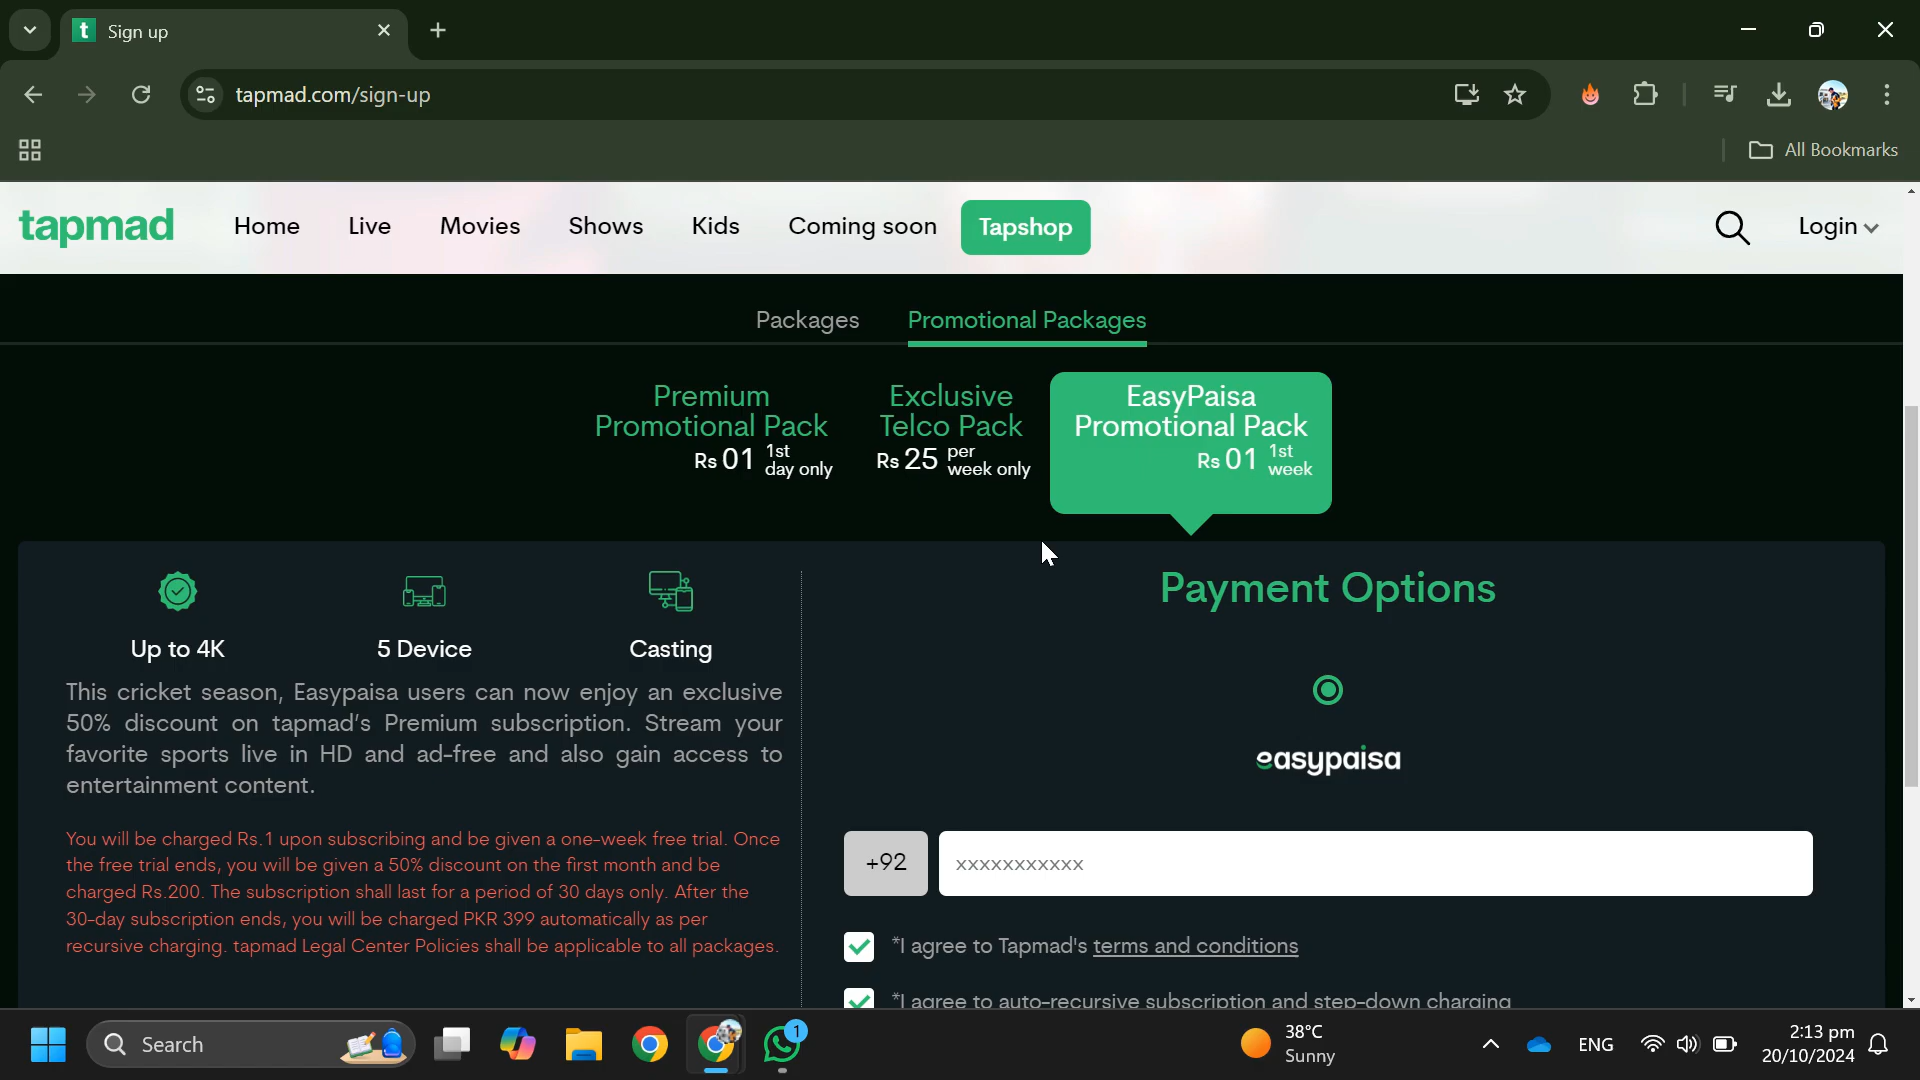 Sign up
tapmad.com/sign-up
All Bookmarks
tapmad Home Live Movies Shows Kids Coming soon Tapshop Login
Packages Promotional Packages
Premium
Promotional Pack
Rs 01 1st
day only
Exclusive
Telco Pack
Rs 25 per
week only
EasyPaisa
Promotional Pack
Rs 01 1st
week
Up to 4K 5 Device Casting
This cricket season, Easypaisa users can now enjoy an exclusive
50% discount on tapmad's Premium subscription. Stream your
favorite sports live in HD and ad-free and also gain access to
entertainment content.
You will be charged Rs.1 upon subscribing and be given a one-week free trial. Once
the free trial ends, you will be given a 50% discount on the first month and be
charged Rs.200. The subscription shall last for a period of 30 days only. After the
30-day subscription ends, you will be charged PKR 399 automatically as per
recursive charging. tapmad Legal Center Policies shall be applicable to all packages.
Payment Options
easypaisa
+92 xxxxxxxxxxx
*I agree to Tapmad's terms and conditions
*I agree to auto-recursive subscription and step-down charging
Search
1
38°C
Sunny
ENG
2:13 pm
20/10/2024